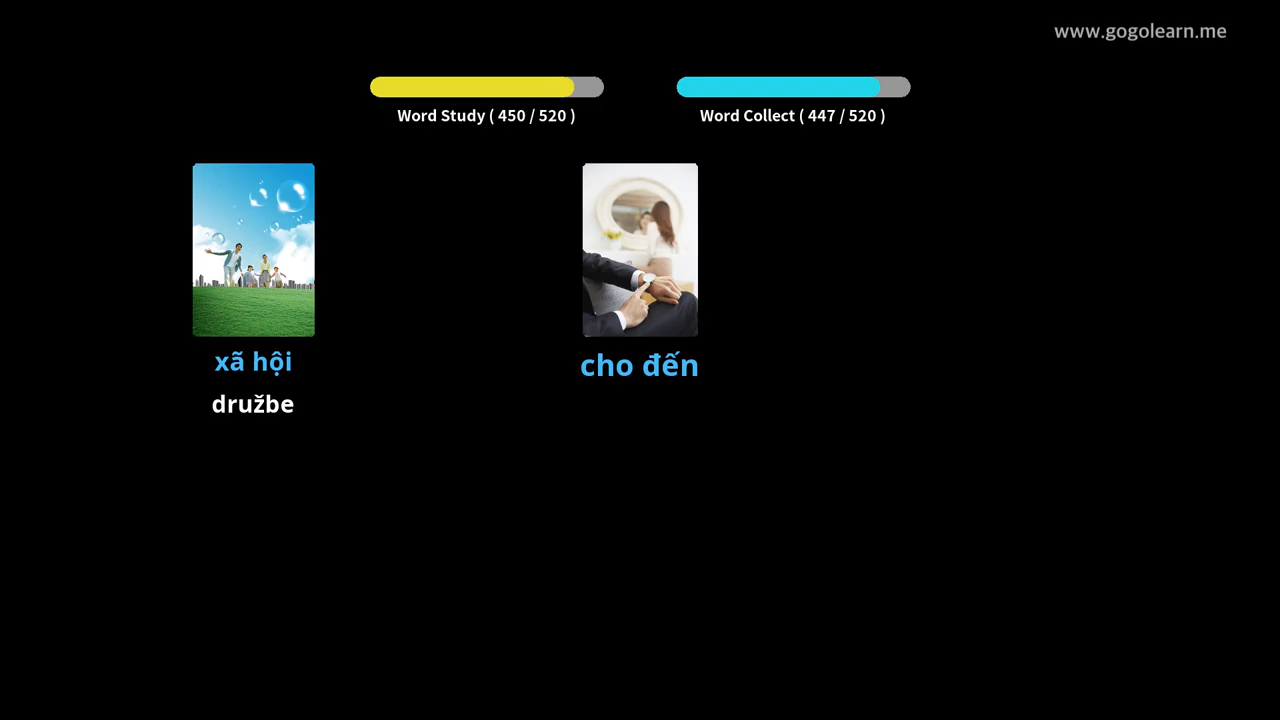 www.gogolearn.me
Word Study ( 450 / 520 )
Word Collect ( 447 / 520 )
xã hội
cho đến
družbe